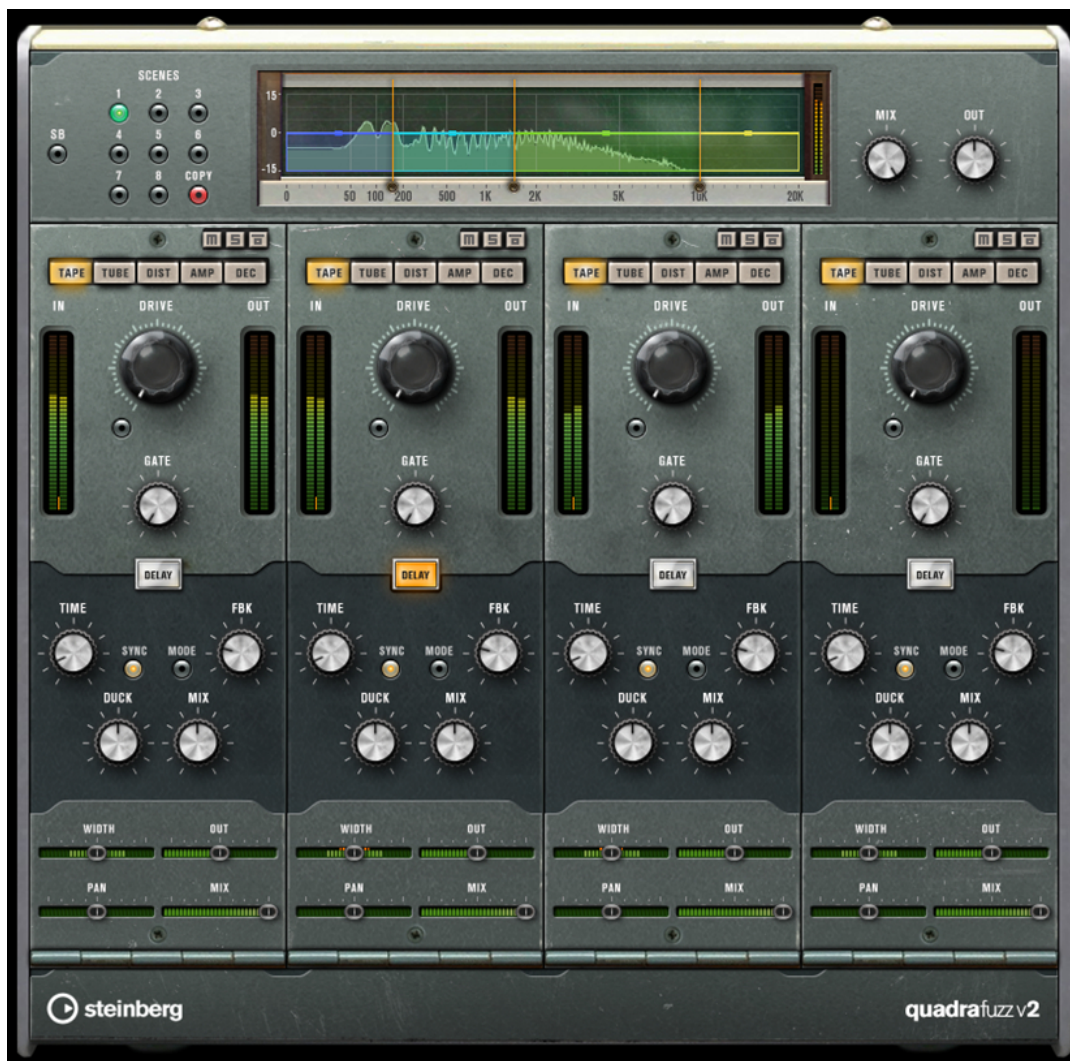 SCENES
1 2 3
SB
4 5 6
7 8 COPY
15
0
-15
0 50 100 200 500 1K 2K 5K 10K 20K
MIX OUT
M S
M S
M S
M S
TAPE TUBE DIST AMP DEC
TAPE TUBE DIST AMP DEC
TAPE TUBE DIST AMP DEC
TAPE TUBE DIST AMP DEC
IN DRIVE OUT
IN DRIVE OUT
IN DRIVE OUT
IN DRIVE OUT
GATE
GATE
GATE
GATE
DELAY
DELAY
DELAY
DELAY
TIME FBK
TIME FBK
TIME FBK
TIME FBK
SYNC MODE
SYNC MODE
SYNC MODE
SYNC MODE
DUCK MIX
DUCK MIX
DUCK MIX
DUCK MIX
WIDTH OUT
WIDTH OUT
WIDTH OUT
WIDTH OUT
PAN MIX
PAN MIX
PAN MIX
PAN MIX
steinberg
quadrafuzz v2